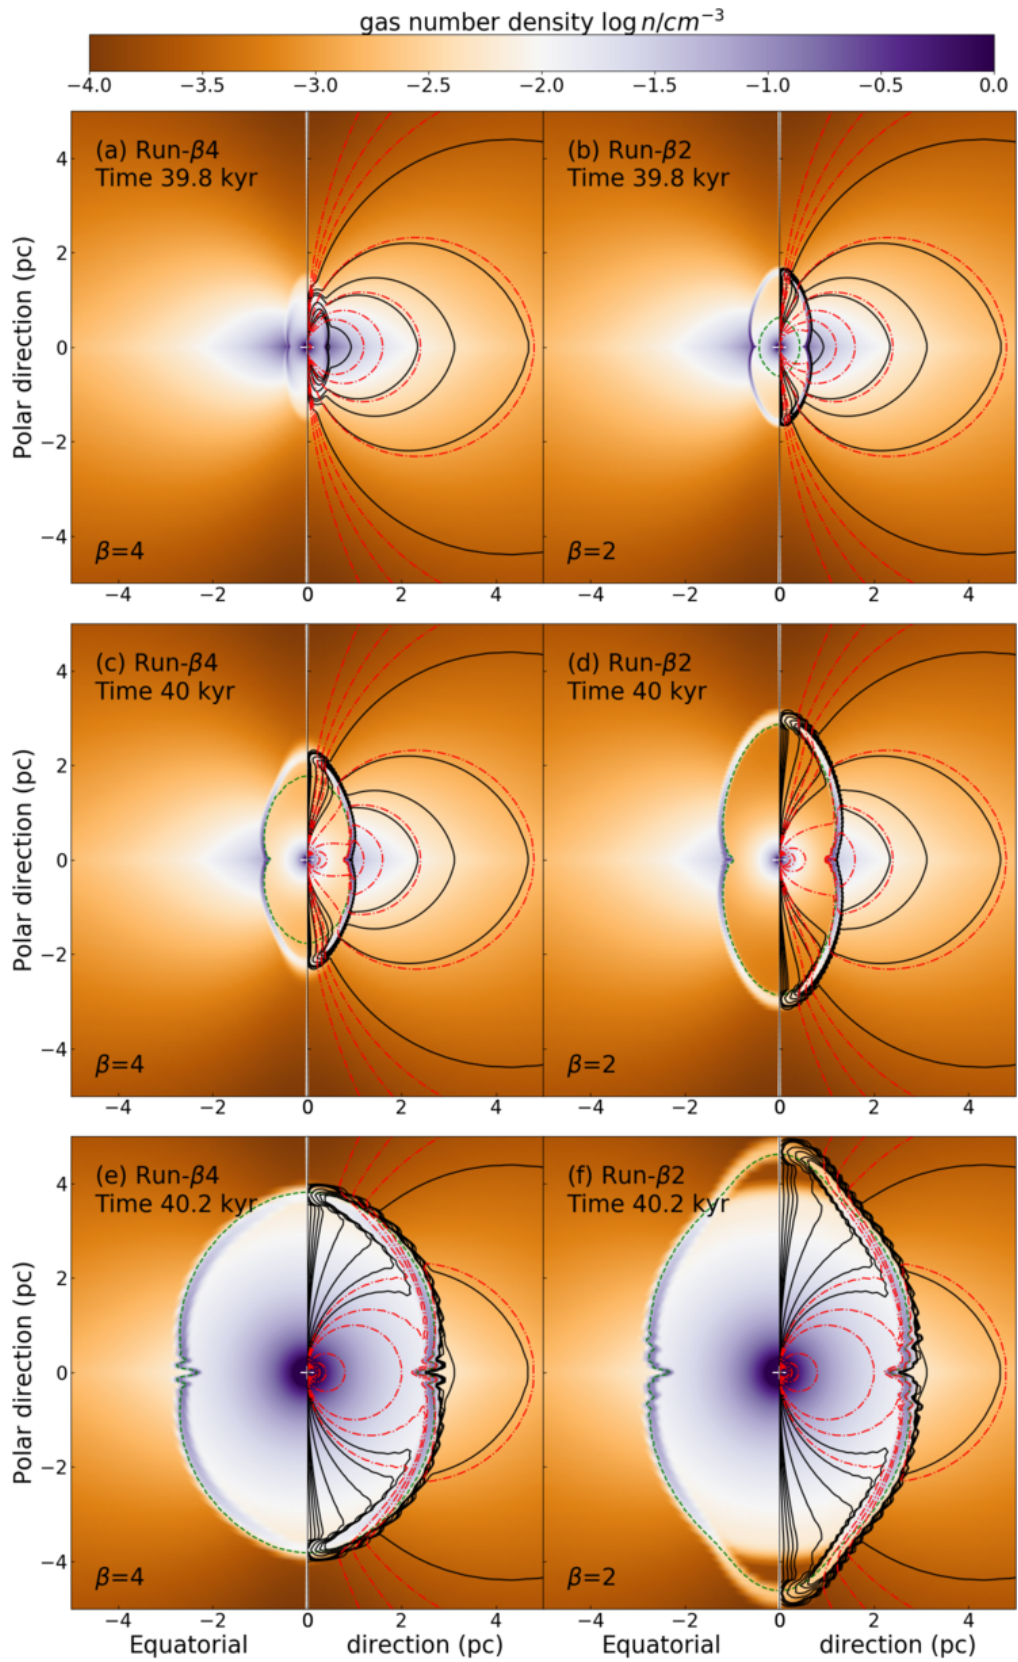 gas number density log n/cm⁻³
−4.0 −3.5 −3.0 −2.5 −2.0 −1.5 −1.0 −0.5 0.0
(a) Run-β4
Time 39.8 kyr
(b) Run-β2
Time 39.8 kyr
Polar direction (pc)
4
2
0
−2
−4
β=4
β=2
−4 −2 0 2 4
−4 −2 0 2 4
(c) Run-β4
Time 40 kyr
(d) Run-β2
Time 40 kyr
Polar direction (pc)
4
2
0
−2
−4
β=4
β=2
−4 −2 0 2 4
−4 −2 0 2 4
(e) Run-β4
Time 40.2 kyr
(f) Run-β2
Time 40.2 kyr
Polar direction (pc)
4
2
0
−2
−4
β=4
β=2
−4 −2 0 2 4
−4 −2 0 2 4
Equatorial direction (pc)
Equatorial direction (pc)